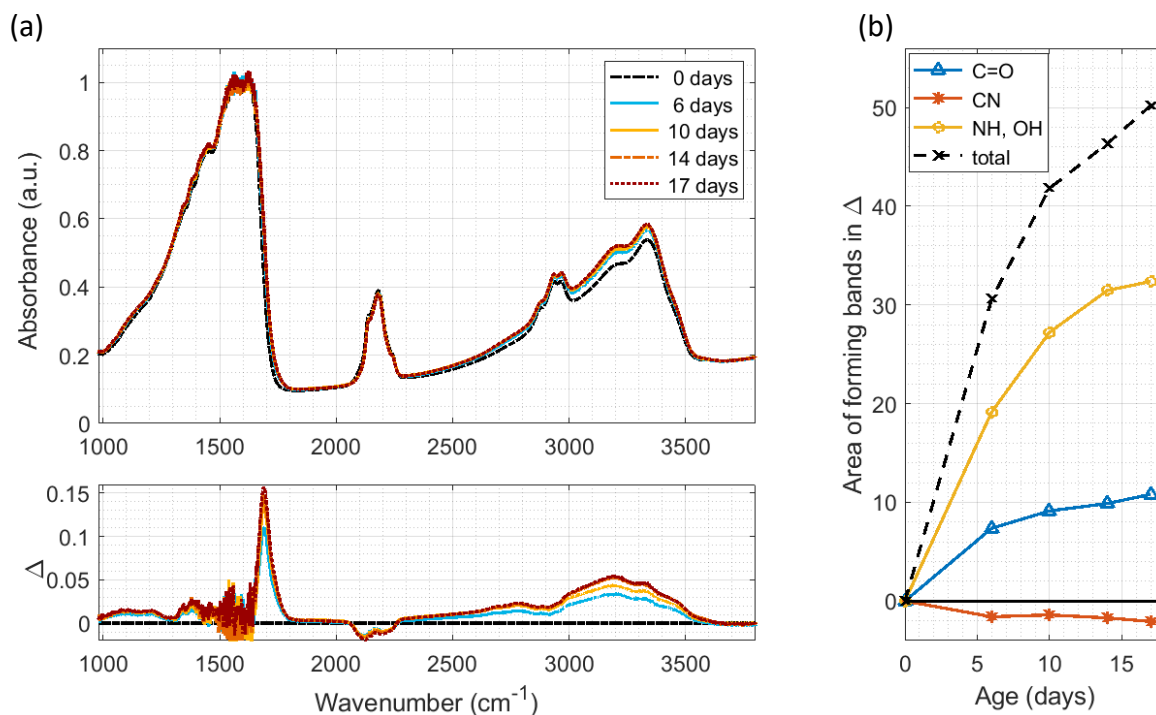 (a)
1
0.8
0.6
0.4
0.2
0
Absorbance (a.u.)
0 days
6 days
10 days
14 days
17 days
1000 1500 2000 2500 3000 3500
0.15
0.1
0.05
0
Δ
1000 1500 2000 2500 3000 3500
Wavenumber (cm⁻¹)
(b)
C=O
CN
NH, OH
total
50
40
30
20
10
0
Area of forming bands in Δ
0 5 10 15
Age (days)